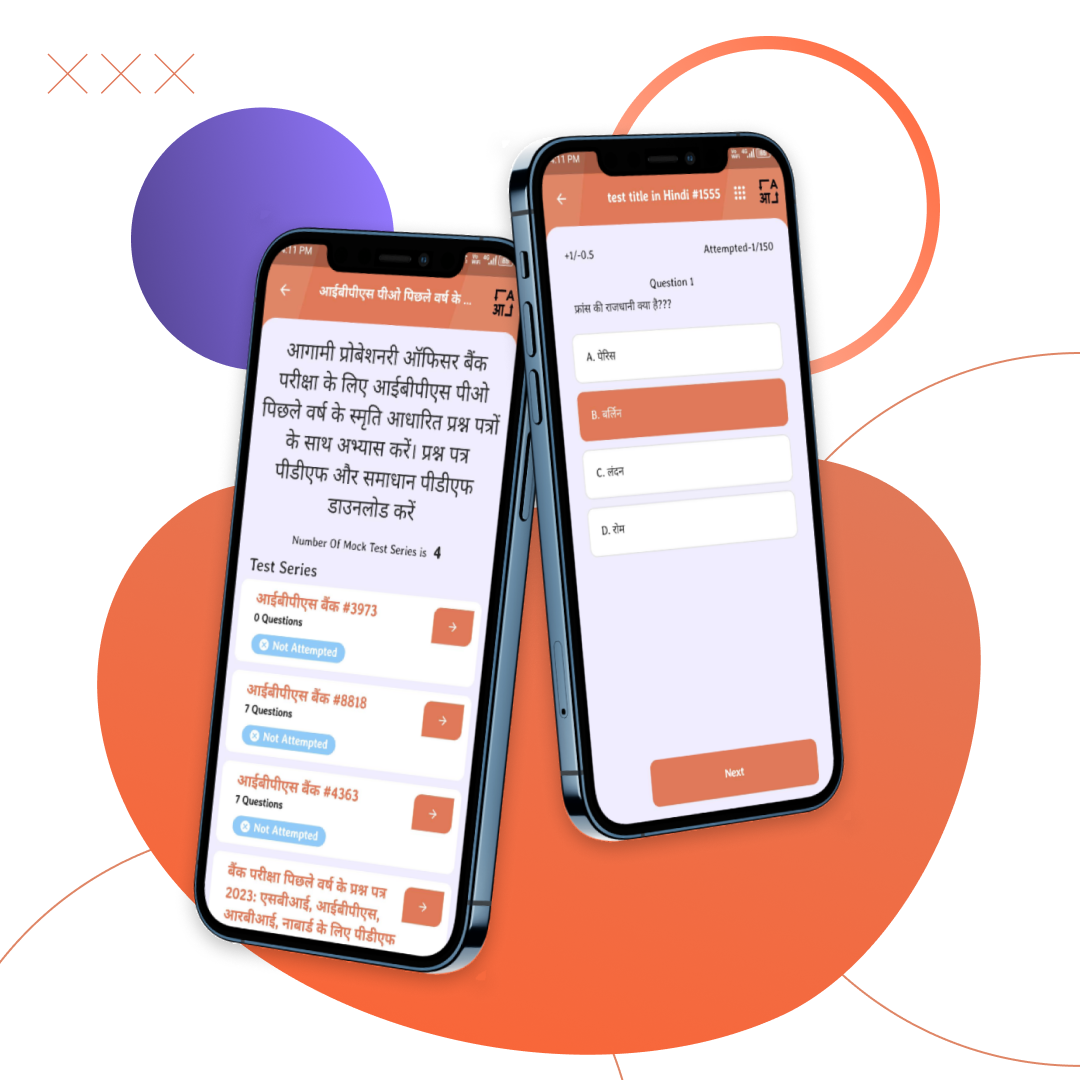 4:11 PM
आईबीपीएस पीओ पिछले वर्ष के ...
A
आ
आगामी प्रोबेशनरी ऑफिसर बैंक
परीक्षा के लिए आईबीपीएस पीओ
पिछले वर्ष के स्मृति आधारित प्रश्न पत्रों
के साथ अभ्यास करें। प्रश्न पत्र
पीडीएफ और समाधान पीडीएफ
डाउनलोड करें
Number Of Mock Test Series is 4
Test Series
आईबीपीएस बैंक #3973
0 Questions
Not Attempted
आईबीपीएस बैंक #8818
7 Questions
Not Attempted
आईबीपीएस बैंक #4363
7 Questions
Not Attempted
बैंक परीक्षा पिछले वर्ष के प्रश्न पत्र
2023: एसबीआई, आईबीपीएस,
आरबीआई, नाबार्ड के लिए पीडीएफ
4:11 PM
test title in Hindi #1555
A
आ
+1/-0.5
Attempted-1/150
Question 1
फ्रांस की राजधानी क्या है???
A. पेरिस
B. बर्लिन
C. लंदन
D. रोम
Next